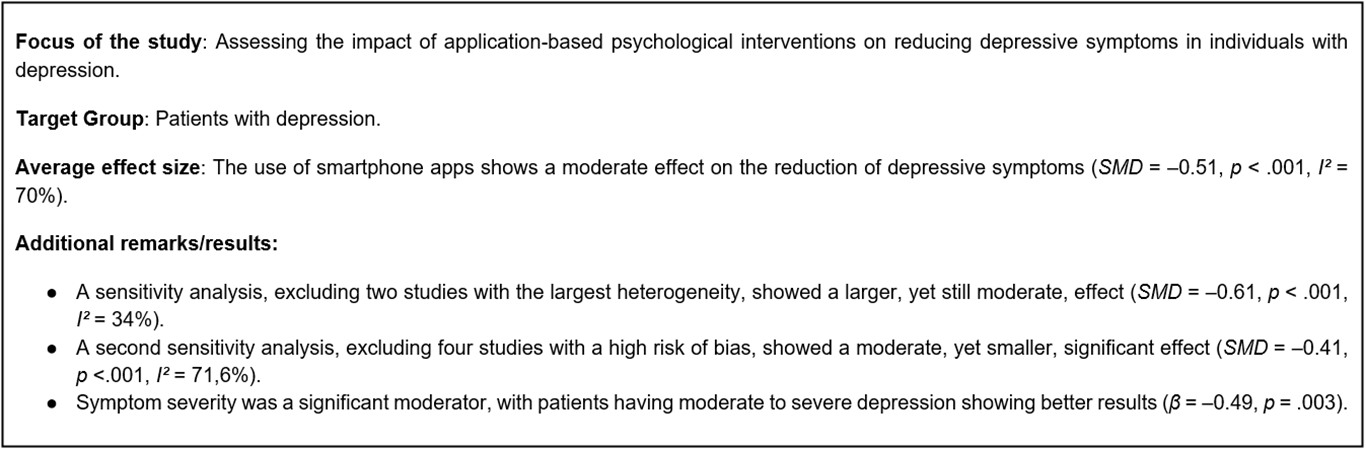 Focus of the study: Assessing the impact of application-based psychological interventions on reducing depressive symptoms in individuals with
depression.
Target Group: Patients with depression.
Average effect size: The use of smartphone apps shows a moderate effect on the reduction of depressive symptoms (SMD = –0.51, p < .001, I² =
70%).
Additional remarks/results:
● A sensitivity analysis, excluding two studies with the largest heterogeneity, showed a larger, yet still moderate, effect (SMD = –0.61, p < .001,
I² = 34%).
● A second sensitivity analysis, excluding four studies with a high risk of bias, showed a moderate, yet smaller, significant effect (SMD = –0.41,
p <.001, I² = 71,6%).
● Symptom severity was a significant moderator, with patients having moderate to severe depression showing better results (β = –0.49, p = .003).